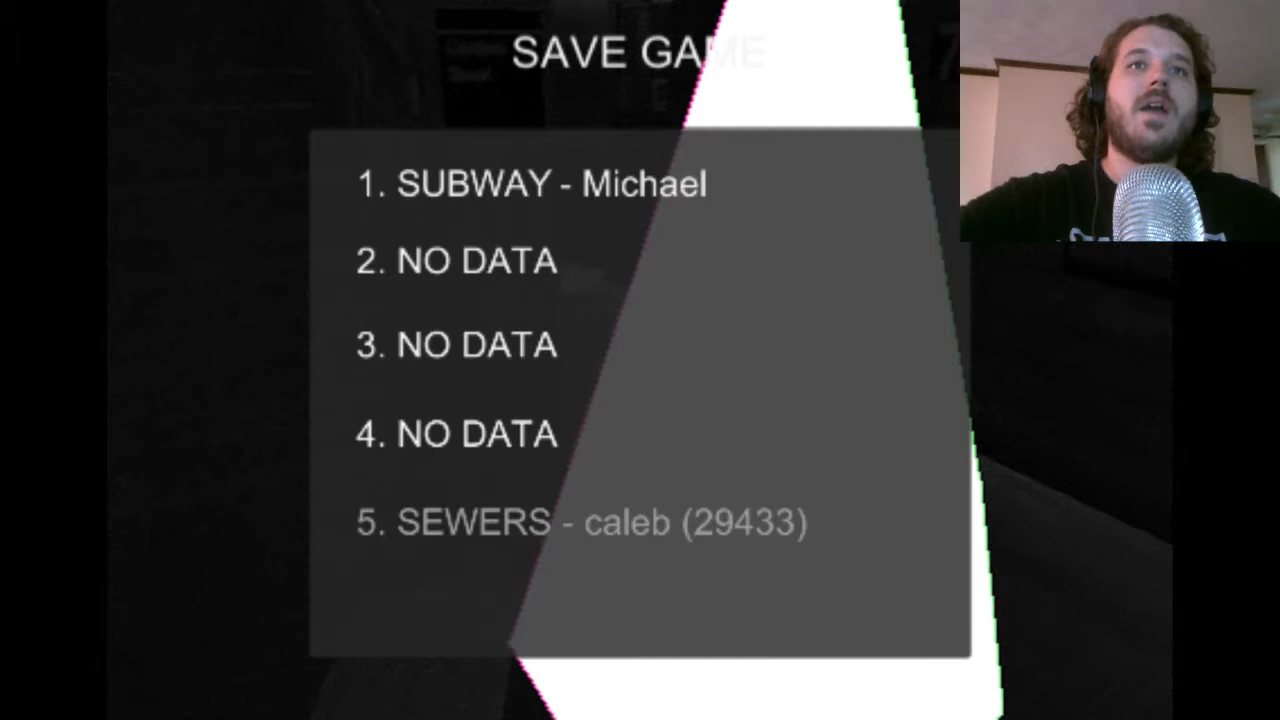 SAVE GAME
1. SUBWAY - Michael
2. NO DATA
3. NO DATA
4. NO DATA
5. SEWERS - caleb (29433)